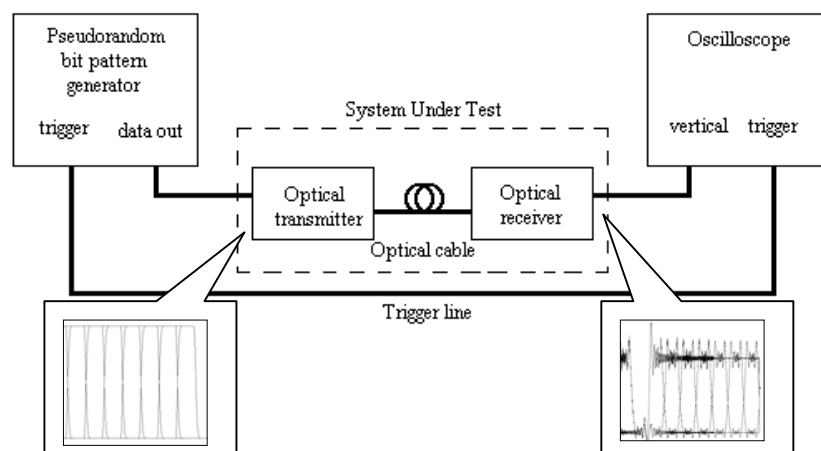 Pseudorandom
bit pattern
generator
trigger data out
Oscilloscope
vertical trigger
System Under Test
Optical
transmitter
Optical
receiver
Optical cable
Trigger line